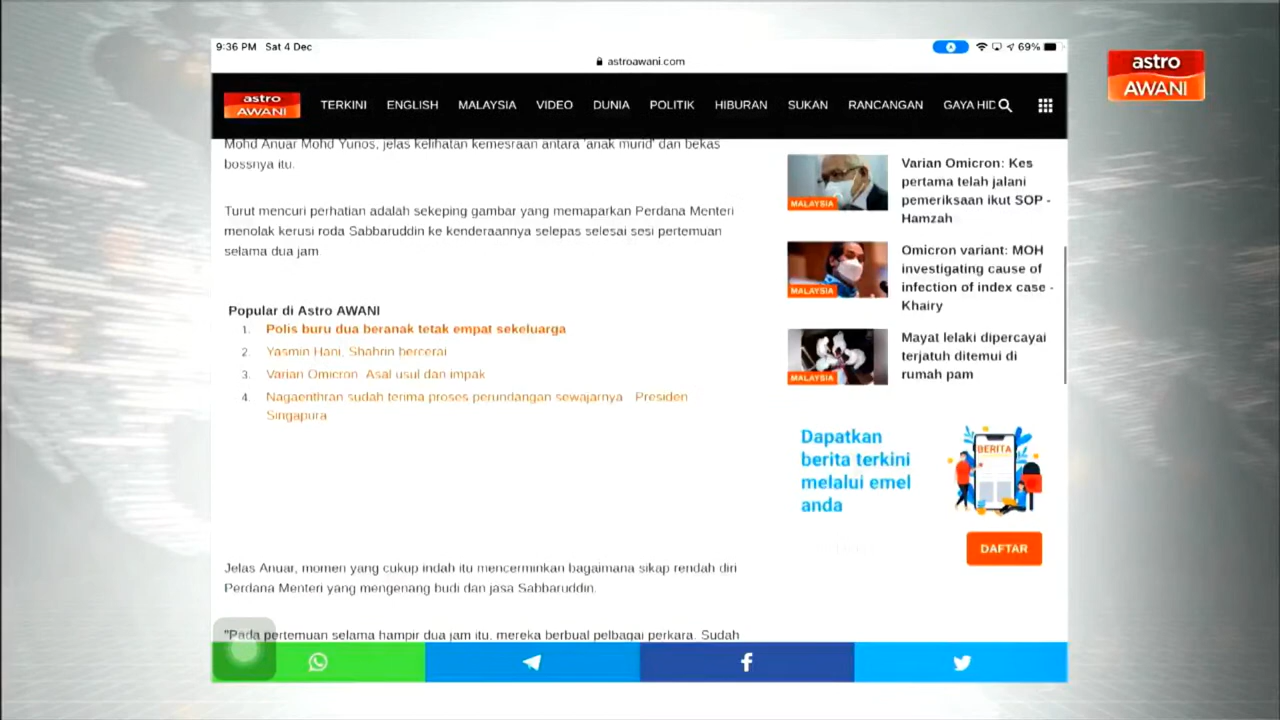 9:36 PM Sat 4 Dec
69%
astroawani.com
astro
AWANI
astro
AWANI
TERKINI ENGLISH MALAYSIA VIDEO DUNIA POLITIK HIBURAN SUKAN RANCANGAN GAYA HID
Mohd Anuar Mohd Yunos, jelas kelihatan kemesraan antara 'anak murid' dan bekas
bossnya itu.
Turut mencuri perhatian adalah sekeping gambar yang memaparkan Perdana Menteri
menolak kerusi roda Sabbaruddin ke kenderaannya selepas selesai sesi pertemuan
selama dua jam
Popular di Astro AWANI
1. Polis buru dua beranak tetak empat sekeluarga
2. Yasmin Hani, Shahrin bercerai
3. Varian Omicron Asal usul dan impak
4. Nagaenthran sudah terima proses perundangan sewajarnya Presiden
Singapura
Jelas Anuar, momen yang cukup indah itu mencerminkan bagaimana sikap rendah diri
Perdana Menteri yang mengenang budi dan jasa Sabbaruddin.
"Pada pertemuan selama hampir dua jam itu, mereka berbual pelbagai perkara. Sudah
MALAYSIA
Varian Omicron: Kes
pertama telah jalani
pemeriksaan ikut SOP -
Hamzah
MALAYSIA
Omicron variant: MOH
investigating cause of
infection of index case -
Khairy
MALAYSIA
Mayat lelaki dipercayai
terjatuh ditemui di
rumah pam
Dapatkan
berita terkini
melalui emel
anda
BERITA
DAFTAR